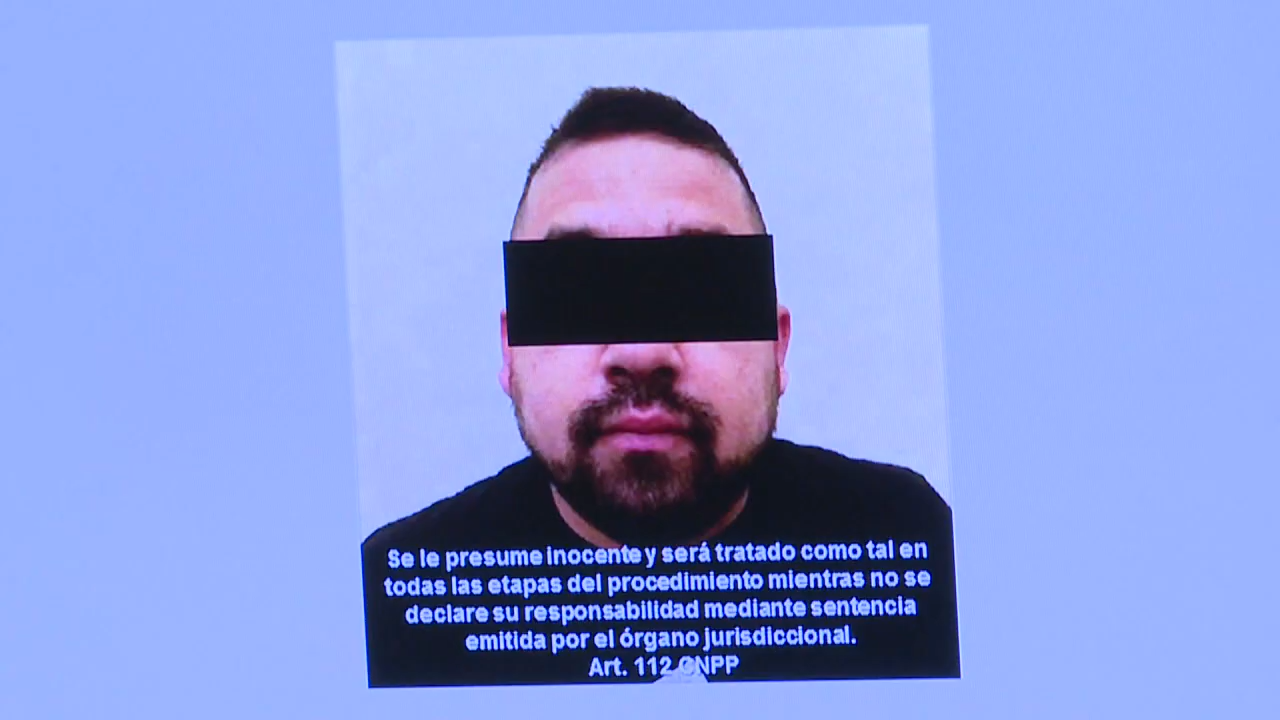 Se le presume inocente y será tratado como tal en
todas las etapas del procedimiento mientras no se
declare su responsabilidad mediante sentencia
emitida por el órgano jurisdiccional.
Art. 112 CNPP